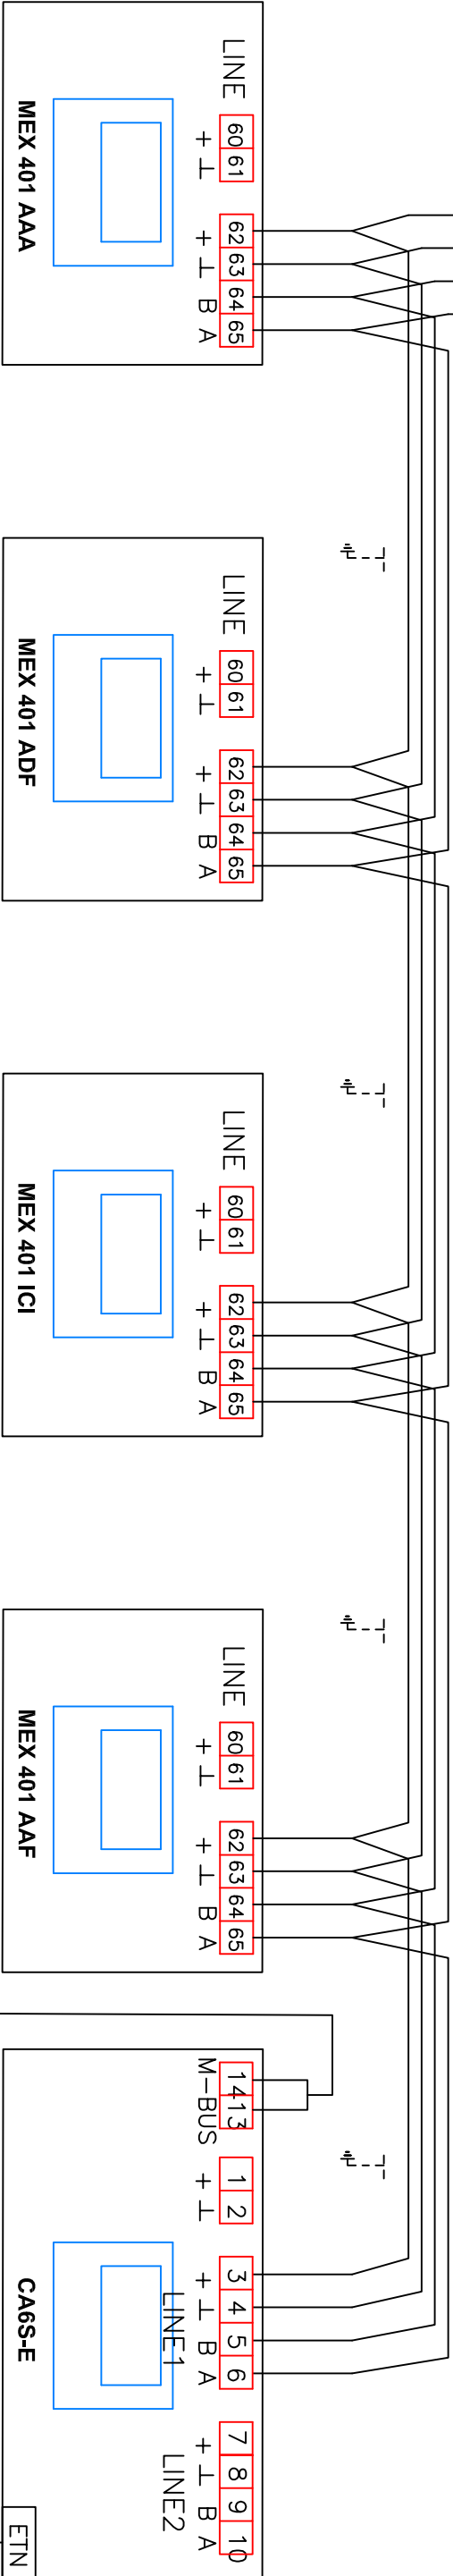 LINE
60 61
+ ⊥
62 63 64 65
+ ⊥ B A
MEX 401 AAA
LINE
60 61
+ ⊥
62 63 64 65
+ ⊥ B A
MEX 401 ADF
LINE
60 61
+ ⊥
62 63 64 65
+ ⊥ B A
MEX 401 ICI
LINE
60 61
+ ⊥
62 63 64 65
+ ⊥ B A
MEX 401 AAF
14 13
M-BUS
1 2
+ ⊥
3 4 5 6
+ ⊥ B A
LINE1
7 8 9 10
+ ⊥ B A
LINE2
CA6S-E
ETN